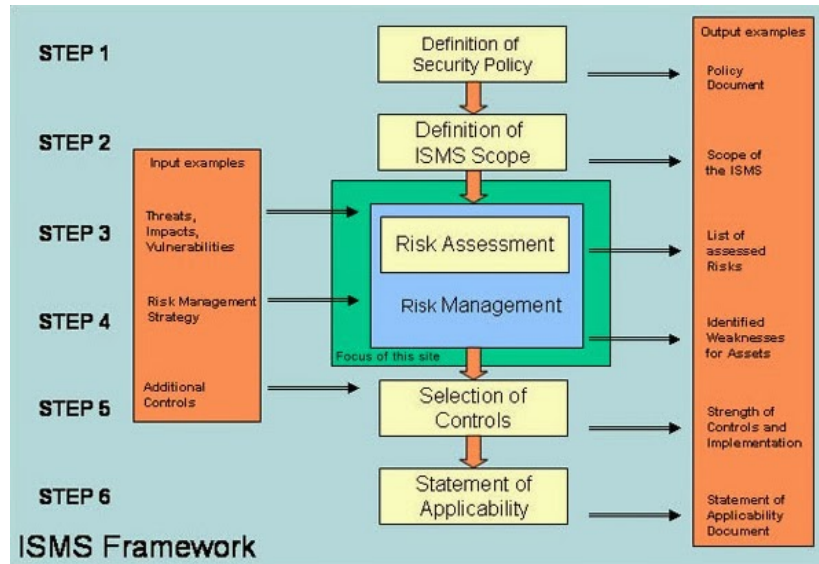 STEP 1
STEP 2
STEP 3
STEP 4
STEP 5
STEP 6
Input examples
Threats,
Impacts,
Vulnerabilities
Risk Management
Strategy
Additional
Controls
Definition of
Security Policy
Definition of
ISMS Scope
Risk Assessment
Risk Management
Focus of this site
Selection of
Controls
Statement of
Applicability
Output examples
Policy
Document
Scope of
the ISMS
List of
assessed
Risks
Identified
Weaknesses
for Assets
Strength of
Controls and
Implementation
Statement of
Applicability
Document
ISMS Framework